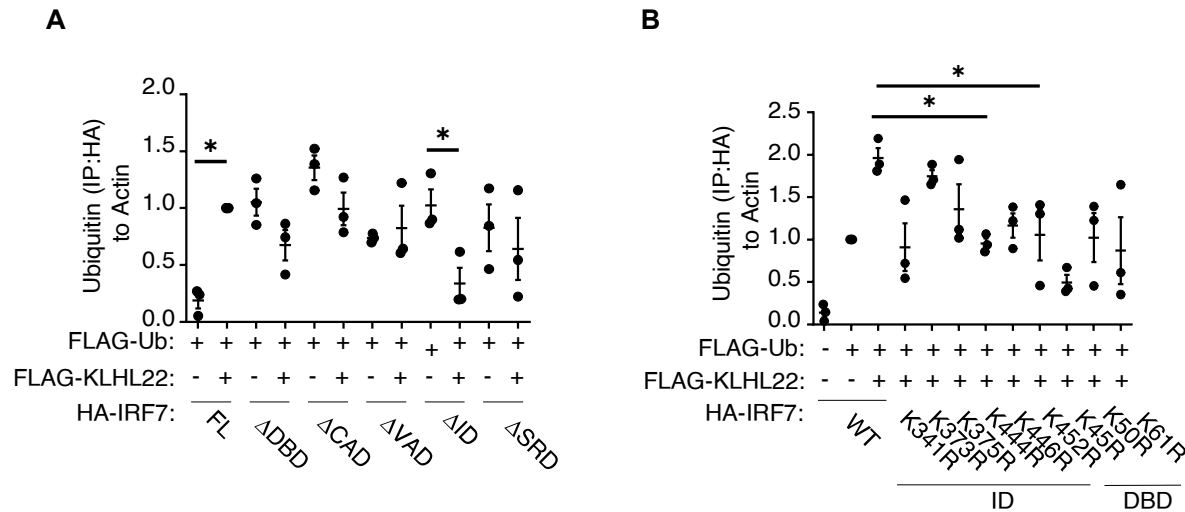 A
B
Ubiquitin (IP:HA)
to Actin
2.0
1.5
1.0
0.5
0.0
*
*
FLAG-Ub: + + + + + + + + + + + +
FLAG-KLHL22: - + - + - + - + - + - +
HA-IRF7:
FL
ΔDBD
ΔCAD
ΔVAD
ΔID
ΔSRD
Ubiquitin (IP:HA)
to Actin
2.5
2.0
1.5
1.0
0.5
0.0
*
*
FLAG-Ub: - + + + + + + + + + + +
FLAG-KLHL22: - - + + + + + + + + + +
HA-IRF7:
WT
K341R
K373R
K375R
K444R
K446R
K452R
K45R
K50R
K61R
ID
DBD